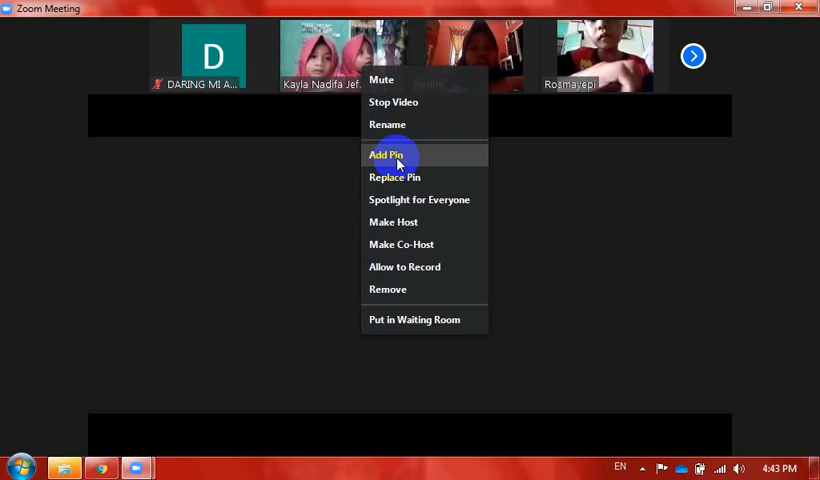 Zoom Meeting
D
DARING MI A...
Kayla Nadifa Jef...
Redmi
Rosmayepi
Mute
Stop Video
Rename
Add Pin
Replace Pin
Spotlight for Everyone
Make Host
Make Co-Host
Allow to Record
Remove
Put in Waiting Room
EN
4:43 PM